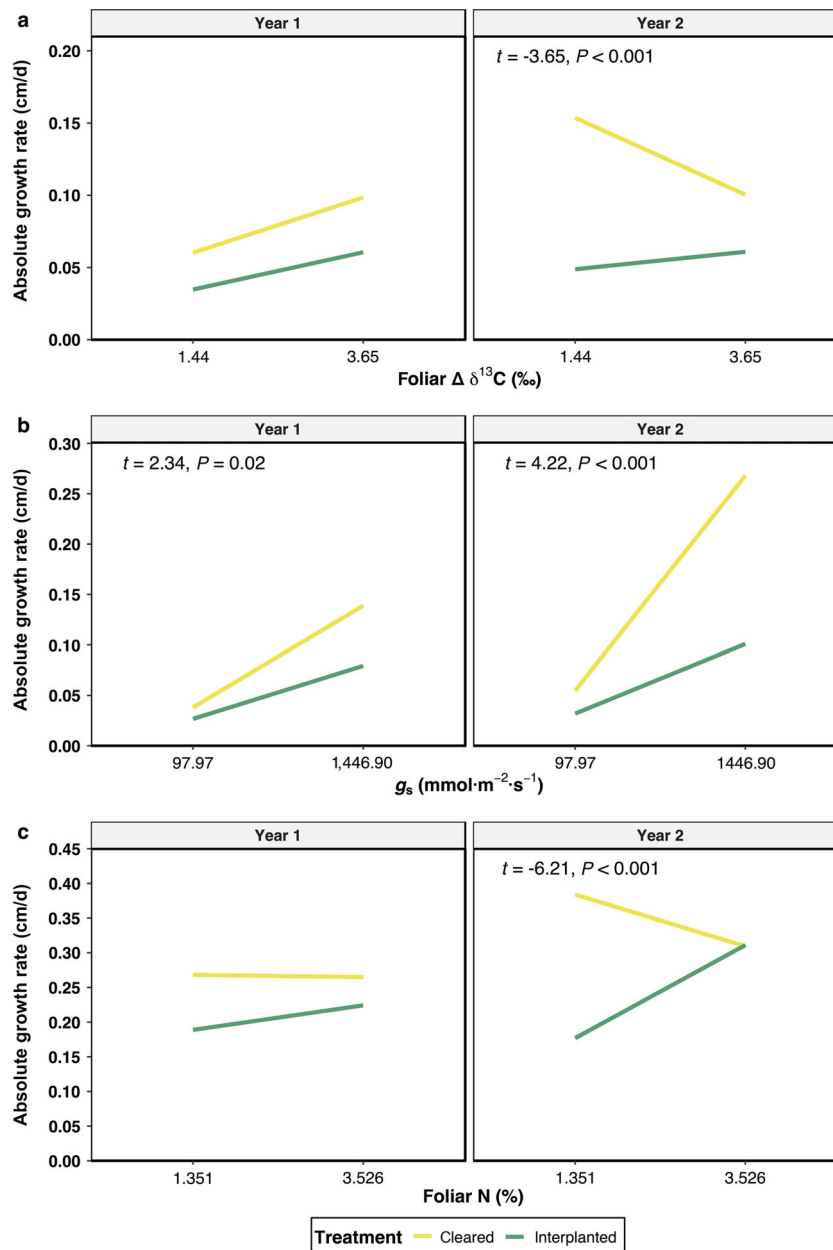 a
Year 1
Year 2
Absolute growth rate (cm/d)
0.20
0.15
0.10
0.05
0.00
t = -3.65, P < 0.001
1.44
3.65
1.44
3.65
Foliar Δ δ¹³C (‰)
b
Year 1
Year 2
Absolute growth rate (cm/d)
0.30
0.25
0.20
0.15
0.10
0.05
0.00
t = 2.34, P = 0.02
t = 4.22, P < 0.001
97.97
1,446.90
97.97
1446.90
gₛ (mmol·m⁻²·s⁻¹)
c
Year 1
Year 2
Absolute growth rate (cm/d)
0.45
0.40
0.35
0.30
0.25
0.20
0.15
0.10
0.05
0.00
t = -6.21, P < 0.001
1.351
3.526
1.351
3.526
Foliar N (%)
Treatment Cleared Interplanted